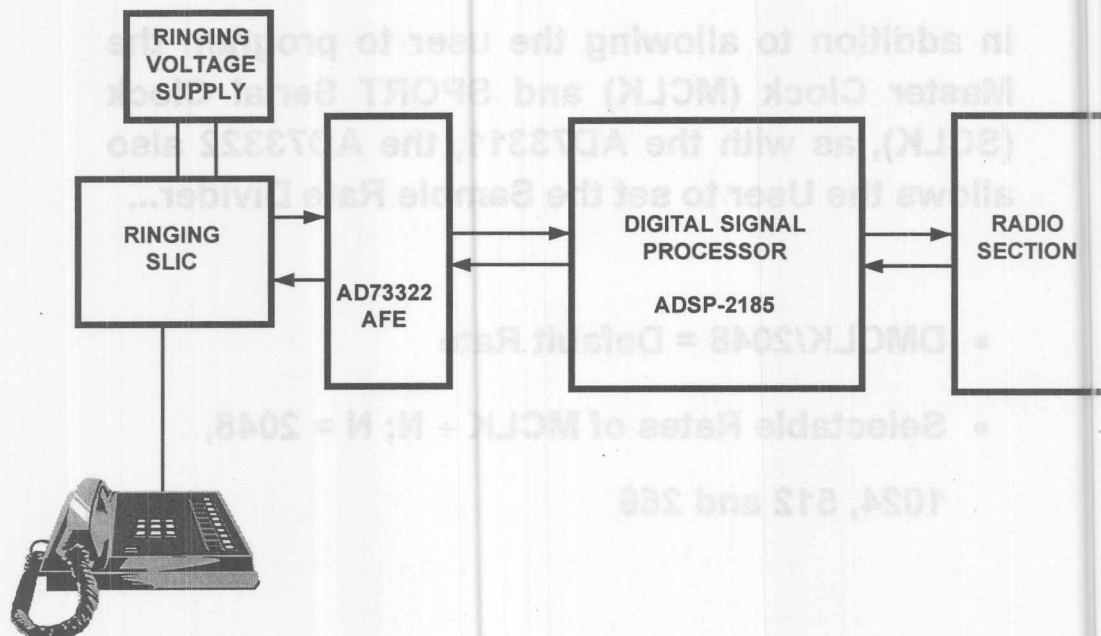 RINGING
VOLTAGE
SUPPLY
RINGING
SLIC
AD73322
AFE
DIGITAL SIGNAL
PROCESSOR
ADSP-2185
RADIO
SECTION
In addition to allowing the user to program the
Master Clock (MCLK) and SPORT Serial Clock
(SCLK), as with the AD73311, the AD73322 also
allows the User to set the Sample Rate Divider...
• DMCLK/2048 = Default Rate
• Selectable Rates of MCLK ÷ N; N = 2048,
1024, 512 and 256